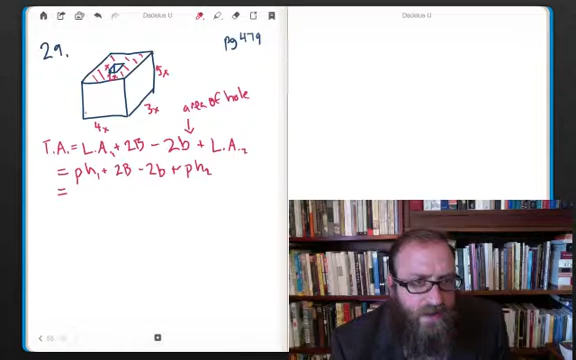 Daedalus U
Daedalus U
29.
pg 479
x
x
5x
3x
4x
area of hole
T.A. = L.A.₁ + 2B - 2b + L.A.₂
= ph₁ + 2B - 2b + ph₂
=